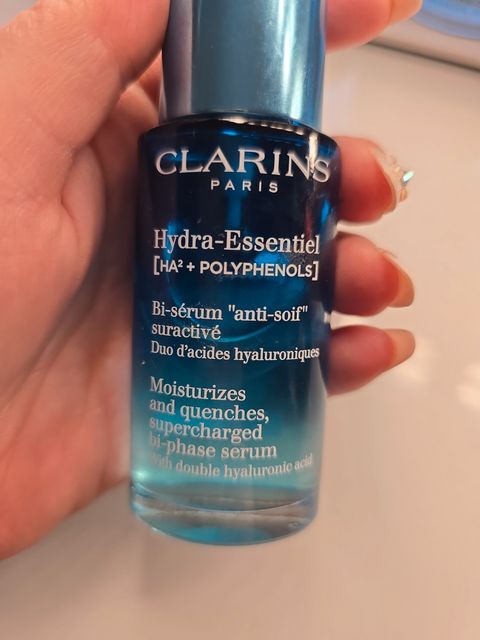 CLARINS
PARIS
Hydra-Essentiel
[HA² + POLYPHENOLS]
Bi-sérum "anti-soif"
suractivé
Duo d'acides hyaluroniques
Moisturizes
and quenches,
supercharged
bi-phase serum
With double hyaluronic acid